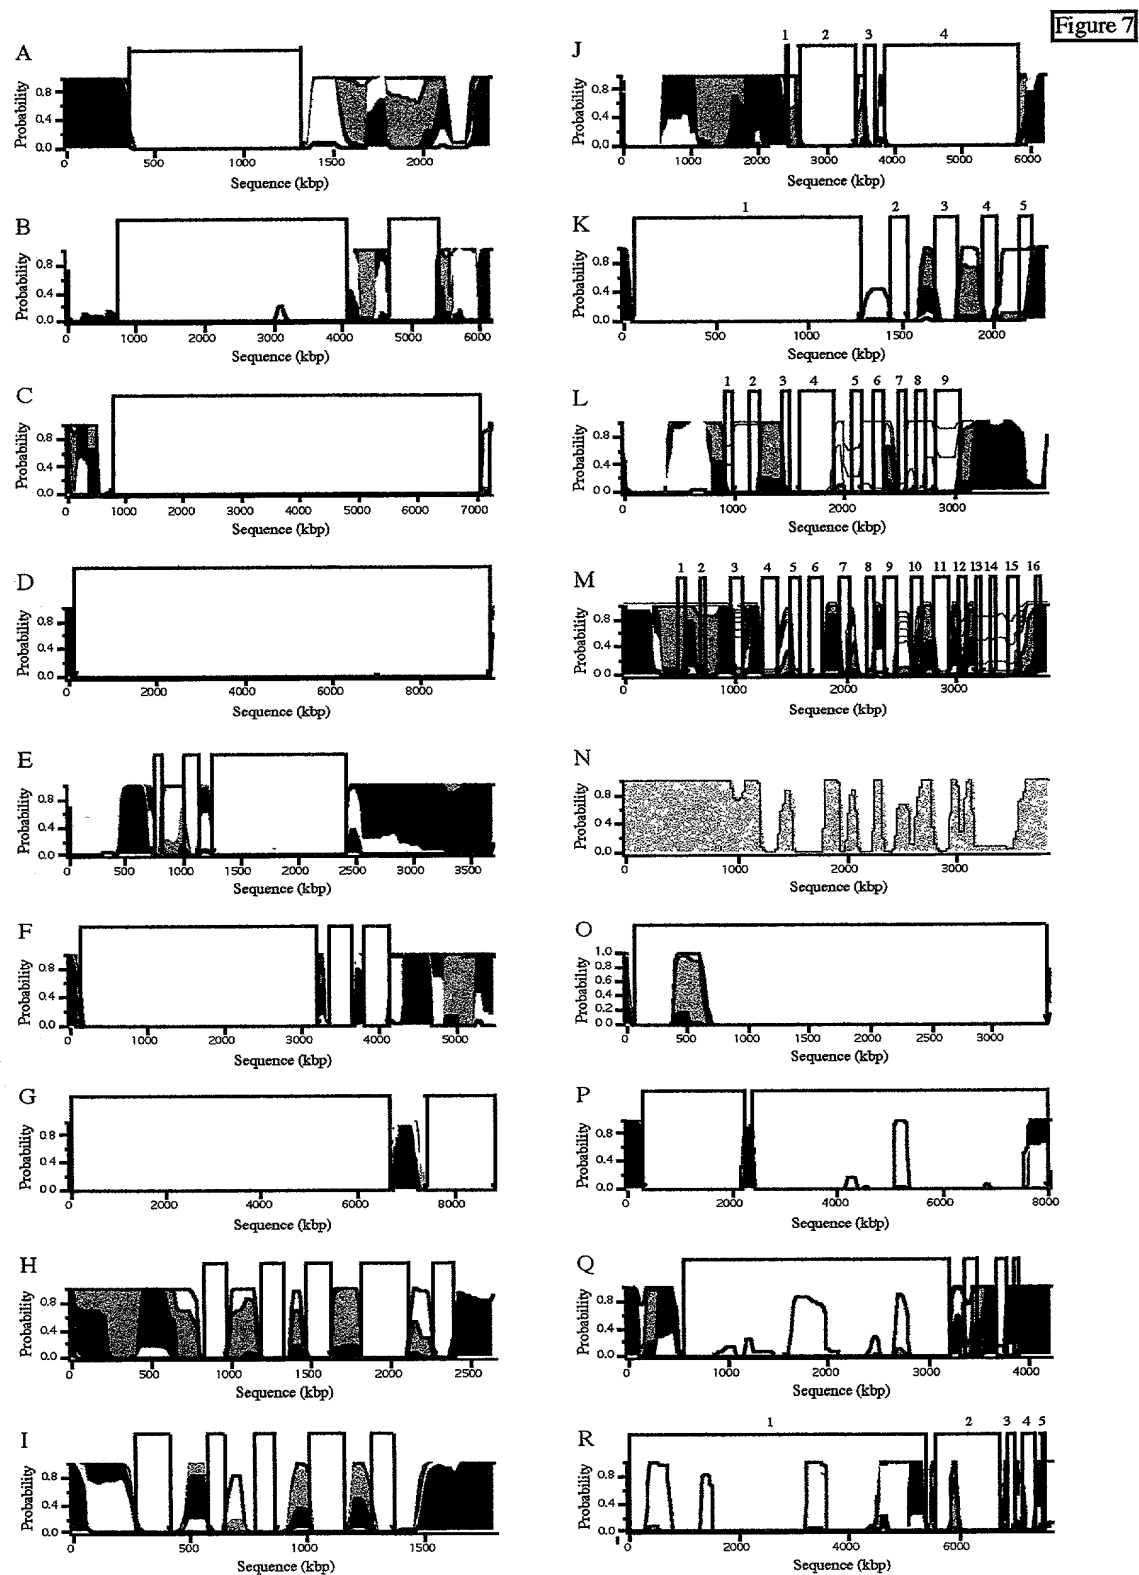 Figure 7
A
Probability
0.8
0.4
0.0
0 500 1000 1500 2000
Sequence (kbp)
B
Probability
0.8
0.4
0.0
0 1000 2000 3000 4000 5000 6000
Sequence (kbp)
C
Probability
0.8
0.4
0.0
0 1000 2000 3000 4000 5000 6000 7000
Sequence (kbp)
D
Probability
0.8
0.4
0.0
0 2000 4000 6000 8000
Sequence (kbp)
E
Probability
0.8
0.4
0.0
0 500 1000 1500 2000 2500 3000 3500
Sequence (kbp)
F
Probability
0.8
0.4
0.0
0 1000 2000 3000 4000 5000
Sequence (kbp)
G
Probability
0.8
0.4
0.0
0 2000 4000 6000 8000
Sequence (kbp)
H
Probability
0.8
0.4
0.0
0 500 1000 1500 2000 2500
Sequence (kbp)
I
Probability
0.8
0.4
0.0
0 500 1000 1500
Sequence (kbp)
J
1 2 3 4
Probability
0.8
0.4
0.0
0 1000 2000 3000 4000 5000 6000
Sequence (kbp)
K
1 2 3 4 5
Probability
0.8
0.4
0.0
0 500 1000 1500 2000
Sequence (kbp)
L
1 2 3 4 5 6 7 8 9
Probability
0.8
0.4
0.0
0 1000 2000 3000
Sequence (kbp)
M
1 2 3 4 5 6 7 8 9 10 11 12 13 14 15 16
Probability
0.8
0.4
0.0
0 1000 2000 3000
Sequence (kbp)
N
Probability
0.8
0.4
0.0
0 1000 2000 3000
Sequence (kbp)
O
Probability
1.0
0.8
0.6
0.4
0.2
0.0
0 500 1000 2000 2500 3000
Sequence (kbp)
P
Probability
0.8
0.4
0.0
0 2000 4000 6000 8000
Sequence (kbp)
Q
Probability
0.8
0.4
0.0
0 1000 2000 3000 4000
Sequence (kbp)
R
1 2 3 4 5
Probability
0.8
0.4
0.0
0 2000 4000 6000
Sequence (kbp)